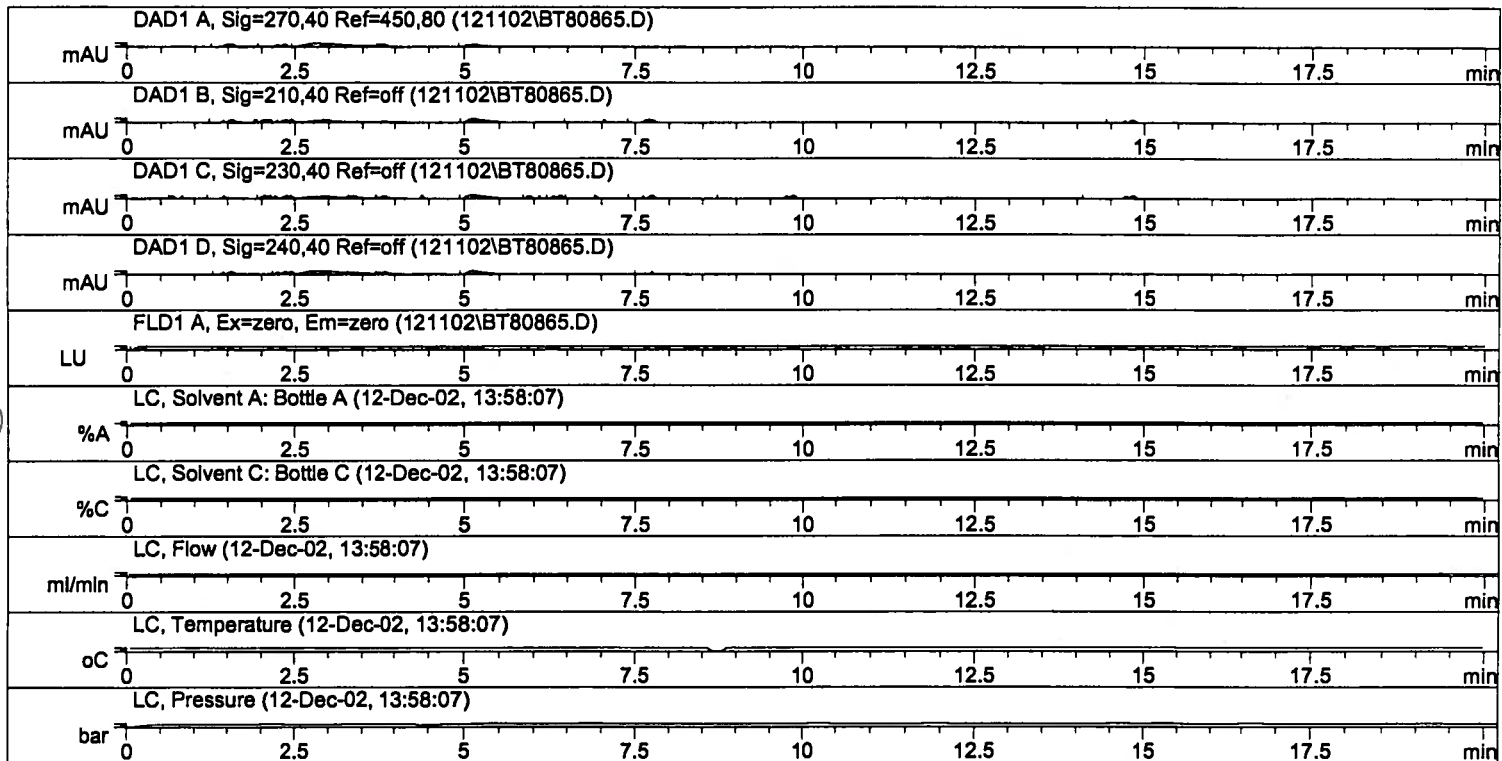 DAD1 A, Sig=270,40 Ref=450,80 (121102\BT80865.D)
mAU
0 2.5 5 7.5 10 12.5 15 17.5 min
DAD1 B, Sig=210,40 Ref=off (121102\BT80865.D)
mAU
0 2.5 5 7.5 10 12.5 15 17.5 min
DAD1 C, Sig=230,40 Ref=off (121102\BT80865.D)
mAU
0 2.5 5 7.5 10 12.5 15 17.5 min
DAD1 D, Sig=240,40 Ref=off (121102\BT80865.D)
mAU
0 2.5 5 7.5 10 12.5 15 17.5 min
FLD1 A, Ex=zero, Em=zero (121102\BT80865.D)
LU
0 2.5 5 7.5 10 12.5 15 17.5 min
LC, Solvent A: Bottle A (12-Dec-02, 13:58:07)
%A
0 2.5 5 7.5 10 12.5 15 17.5 min
LC, Solvent C: Bottle C (12-Dec-02, 13:58:07)
%C
0 2.5 5 7.5 10 12.5 15 17.5 min
LC, Flow (12-Dec-02, 13:58:07)
ml/min
0 2.5 5 7.5 10 12.5 15 17.5 min
LC, Temperature (12-Dec-02, 13:58:07)
oC
0 2.5 5 7.5 10 12.5 15 17.5 min
LC, Pressure (12-Dec-02, 13:58:07)
bar
0 2.5 5 7.5 10 12.5 15 17.5 min